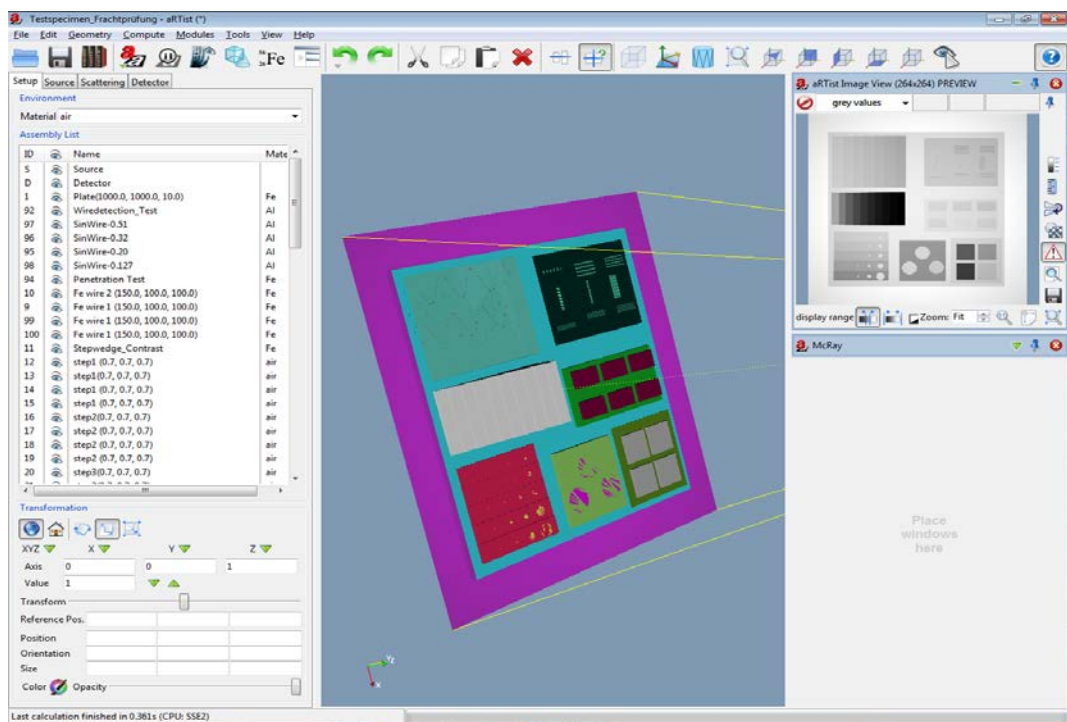 Testspecimen_Frachtprüfung - aRTist (*)
File Edit Geometry Compute Modules Tools View Help
Fe
Setup Source Scattering Detector
Environment
Material air
Assembly List
ID Name Mate
S Source
D Detector
1 Plate(1000.0, 1000.0, 10.0) Fe
92 Wiredetection_Test Al
97 SinWire-0.51 Al
96 SinWire-0.32 Al
95 SinWire-0.20 Al
98 SinWire-0.127 Al
94 Penetration Test Fe
10 Fe wire 2 (150.0, 100.0, 100.0) Fe
9 Fe wire 1 (150.0, 100.0, 100.0) Fe
99 Fe wire 1 (150.0, 100.0, 100.0) Fe
100 Fe wire 1 (150.0, 100.0, 100.0) Fe
11 Stepwedge_Contrast Fe
12 step1 (0.7, 0.7, 0.7) air
13 step1(0.7, 0.7, 0.7) air
14 step1 (0.7, 0.7, 0.7) air
15 step1 (0.7, 0.7, 0.7) air
16 step2(0.7, 0.7, 0.7) air
17 step2 (0.7, 0.7, 0.7) air
18 step2 (0.7, 0.7, 0.7) air
19 step2 (0.7, 0.7, 0.7) air
20 step3(0.7, 0.7, 0.7) air
Transformation
XYZ X Y Z
Axis 0 0 1
Value 1
Transform
Reference Pos.
Position
Orientation
Size
Color Opacity
Last calculation finished in 0.361s (CPU: SSE2)
YZ
X
aRTist Image View (264x264) PREVIEW
grey values
display range Zoom: Fit
McRay
Place
windows
here